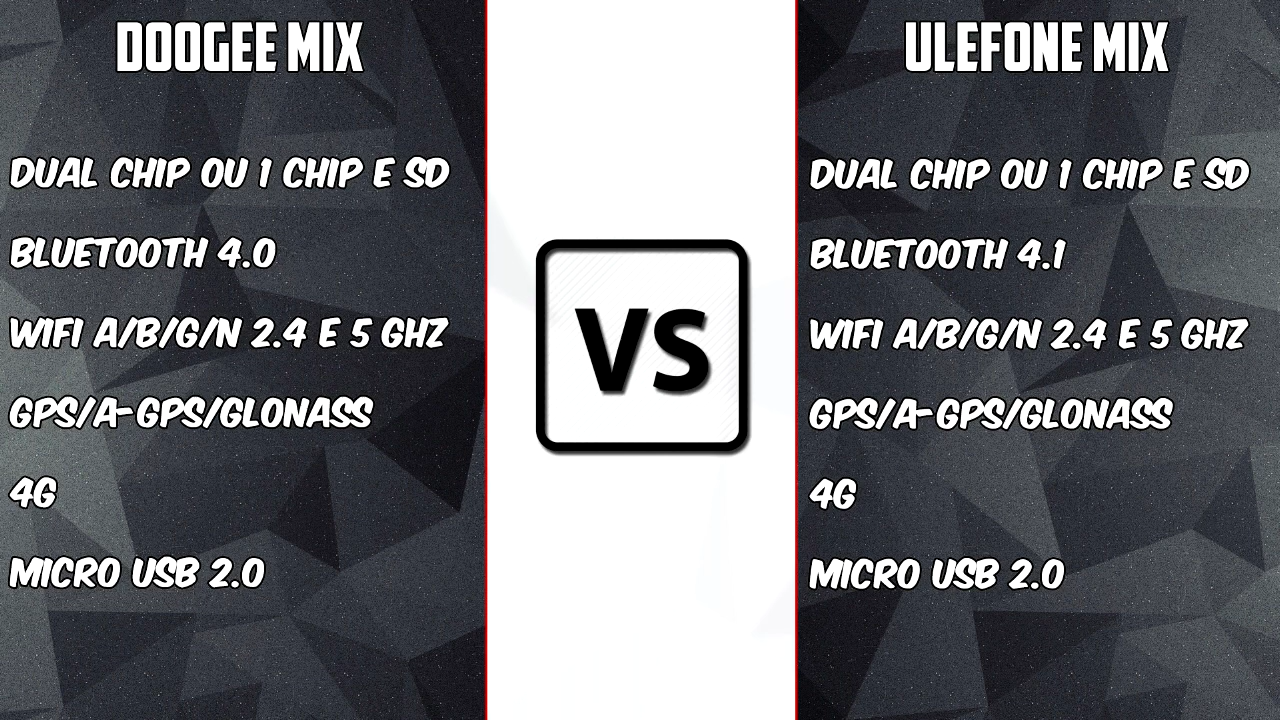 DOOGEE MIX
DUAL CHIP OU 1 CHIP E SD
BLUETOOTH 4.0
WIFI A/B/G/N 2.4 E 5 GHZ
GPS/A-GPS/GLONASS
4G
MICRO USB 2.0
VS
ULEFONE MIX
DUAL CHIP OU 1 CHIP E SD
BLUETOOTH 4.1
WIFI A/B/G/N 2.4 E 5 GHZ
GPS/A-GPS/GLONASS
4G
MICRO USB 2.0